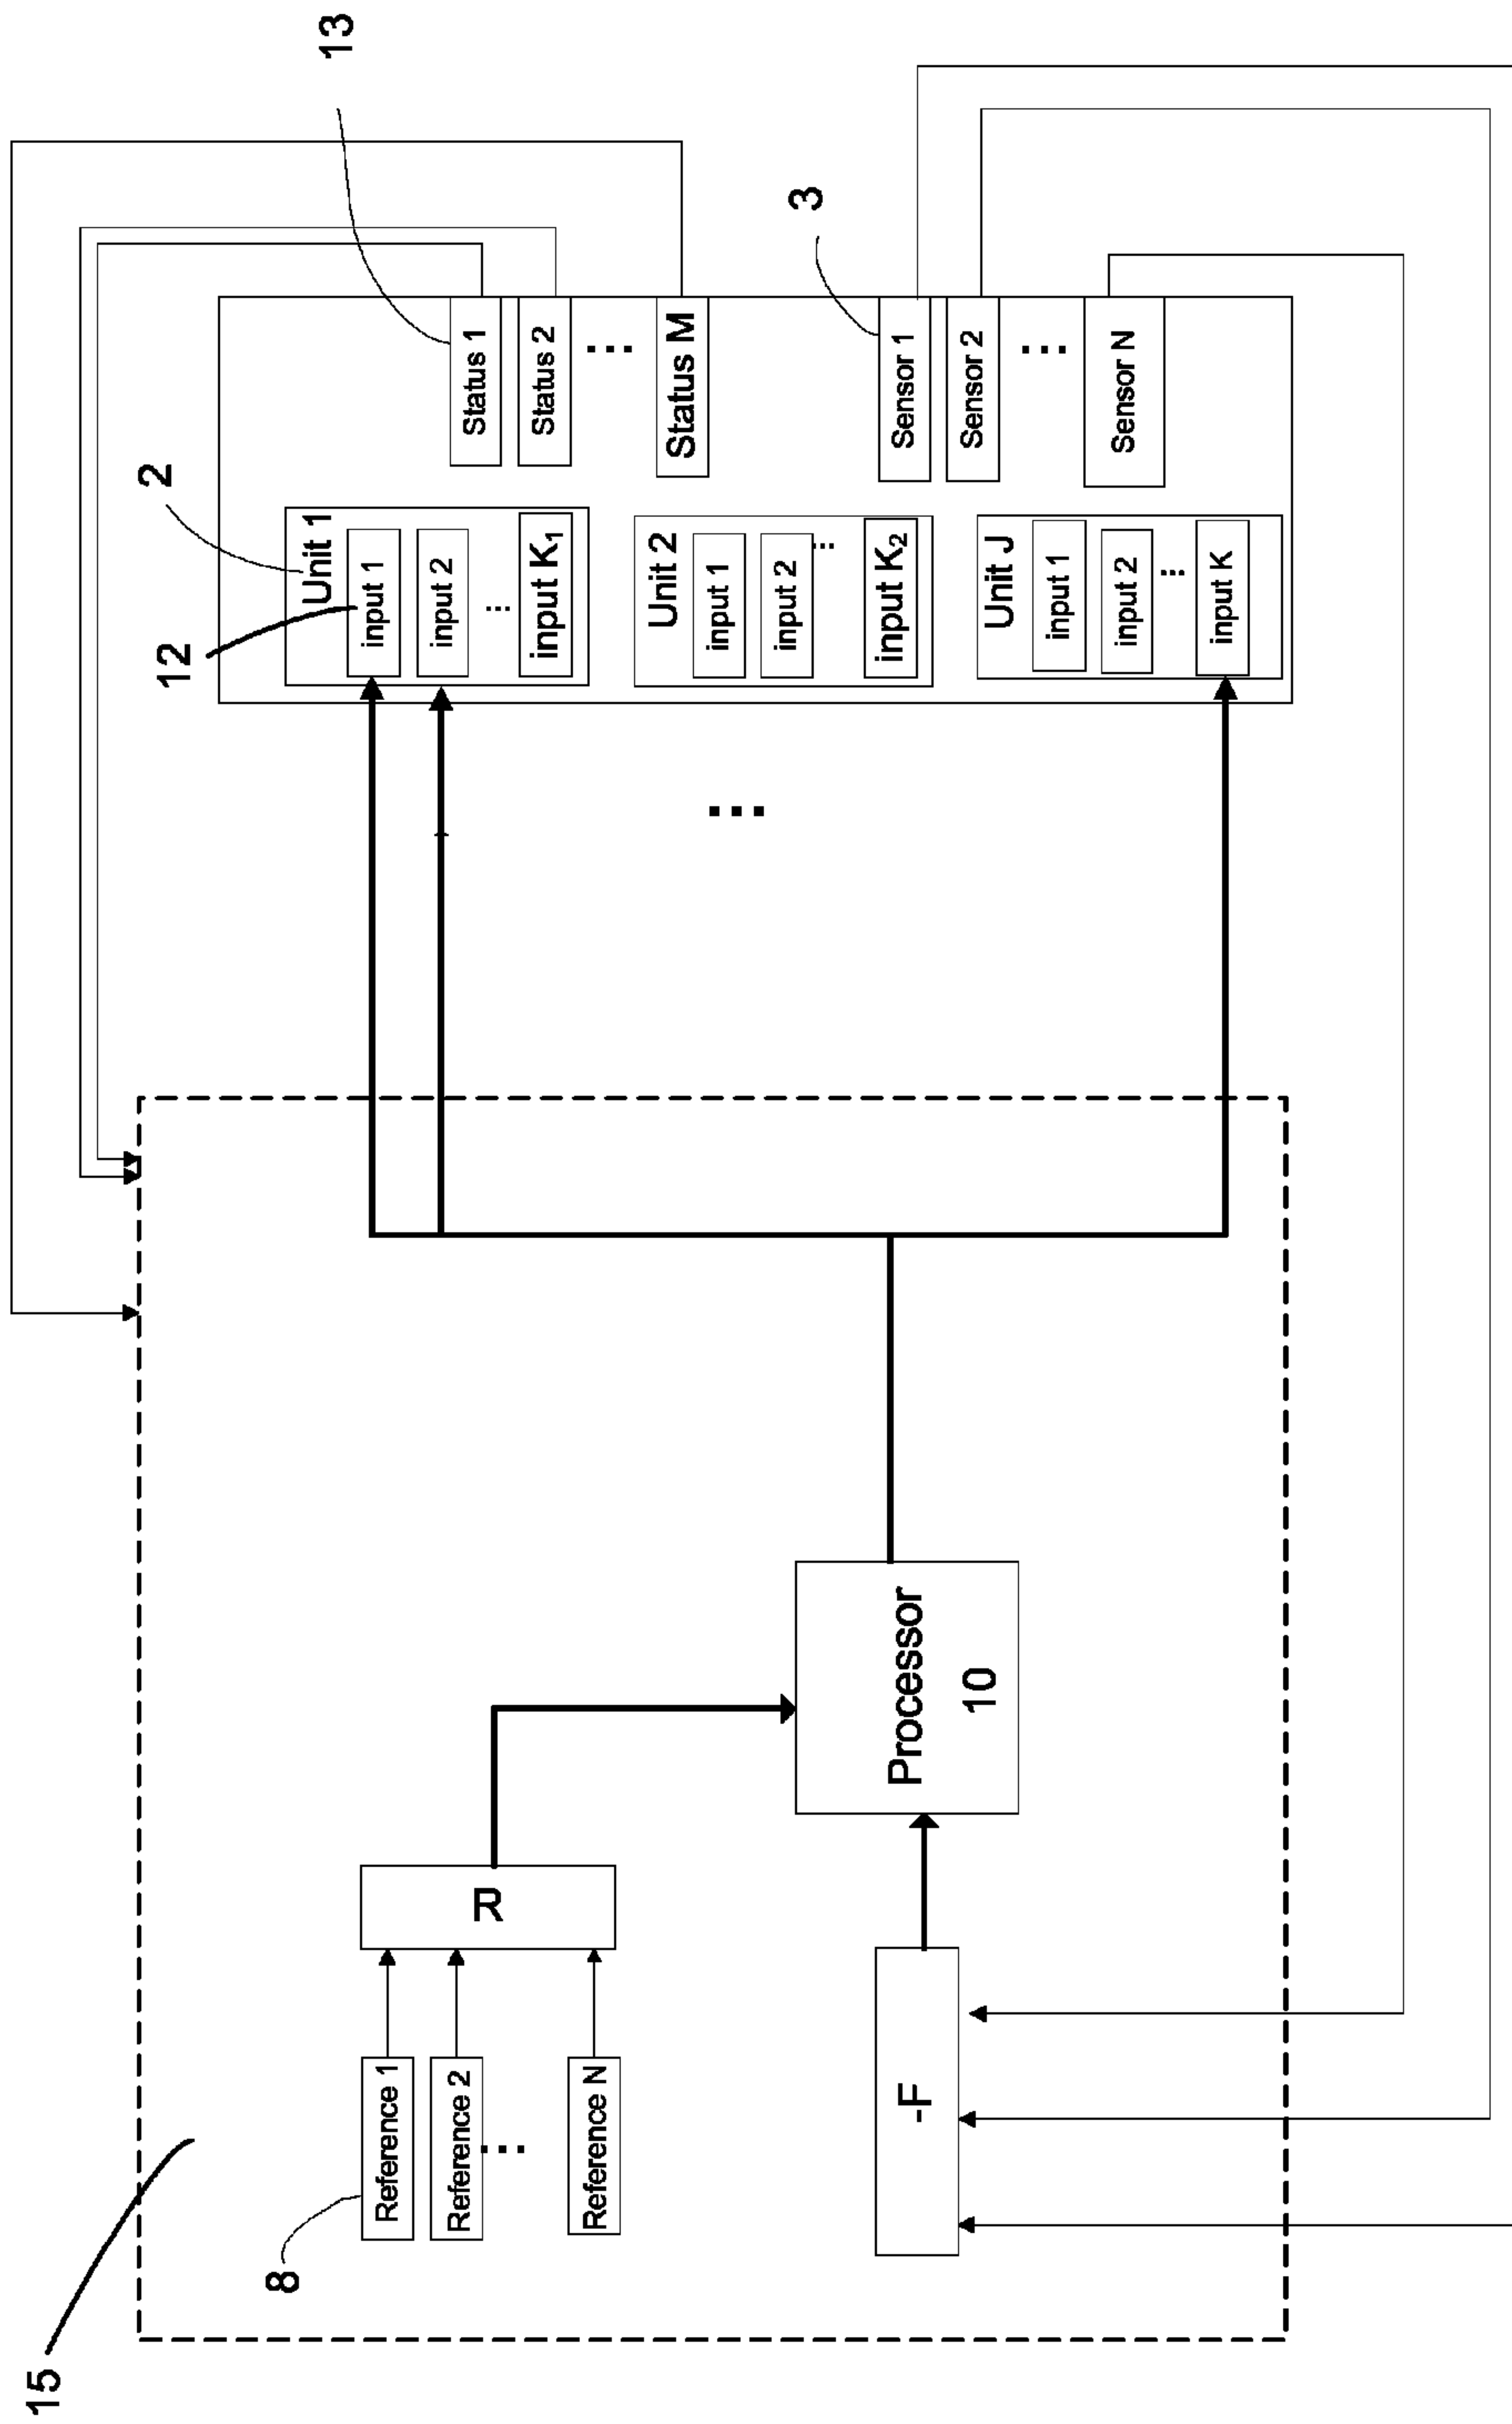 15
8
Reference 1
Reference 2
...
Reference N
R
-F
Processor
10
...
12
2
Unit 1
input 1
input 2
...
input K₁
Unit 2
input 1
input 2
...
input K₂
Unit J
input 1
input 2
...
input K
13
Status 1
Status 2
...
Status M
3
Sensor 1
Sensor 2
...
Sensor N